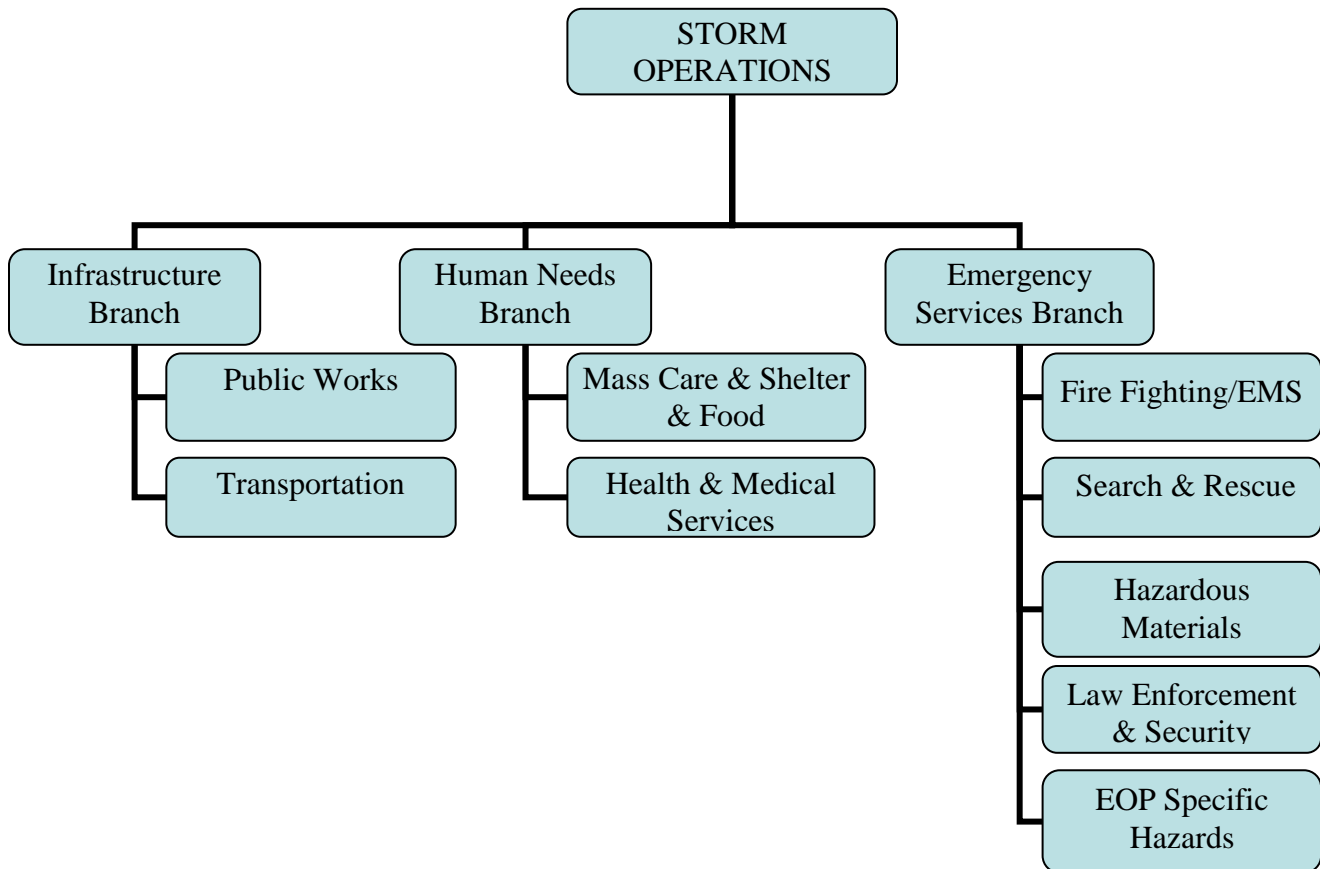 STORM
OPERATIONS
Infrastructure
Branch
Public Works
Transportation
Human Needs
Branch
Mass Care & Shelter
& Food
Health & Medical
Services
Emergency
Services Branch
Fire Fighting/EMS
Search & Rescue
Hazardous
Materials
Law Enforcement
& Security
EOP Specific
Hazards